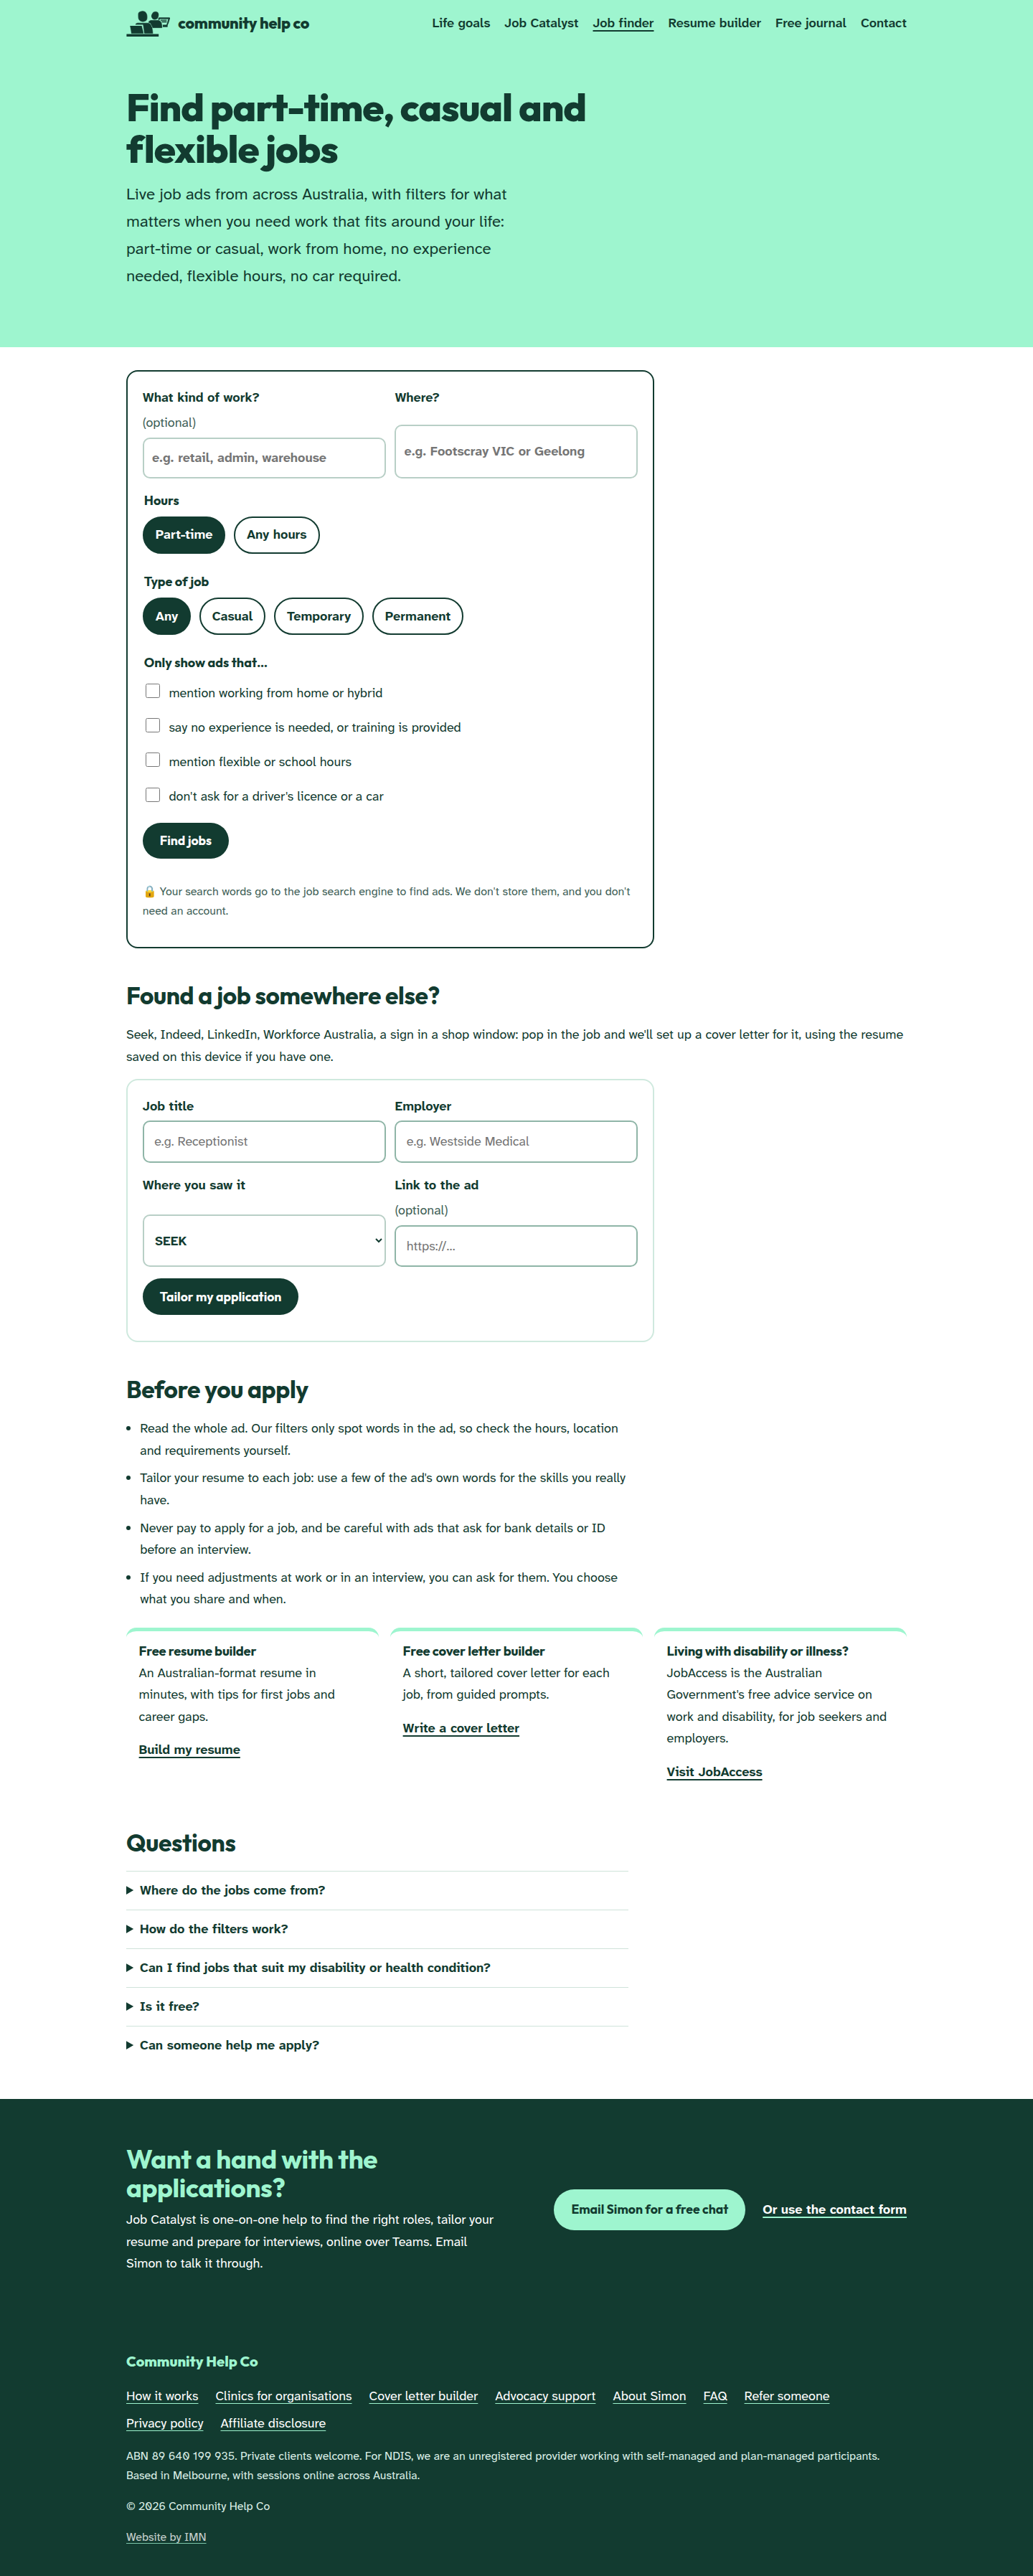 community help co
Life goals
Job Catalyst
Job finder
Resume builder
Free journal
Contact
Find part-time, casual and
flexible jobs
Live job ads from across Australia, with filters for what
matters when you need work that fits around your life:
part-time or casual, work from home, no experience
needed, flexible hours, no car required.
What kind of work?
(optional)
e.g. retail, admin, warehouse
Where?
e.g. Footscray VIC or Geelong
Hours
Part-time
Any hours
Type of job
Any
Casual
Temporary
Permanent
Only show ads that...
mention working from home or hybrid
say no experience is needed, or training is provided
mention flexible or school hours
don't ask for a driver's licence or a car
Find jobs
🔒 Your search words go to the job search engine to find ads. We don't store them, and you don't
need an account.
Found a job somewhere else?
Seek, Indeed, LinkedIn, Workforce Australia, a sign in a shop window: pop in the job and we'll set up a cover letter for it, using the resume
saved on this device if you have one.
Job title
e.g. Receptionist
Employer
e.g. Westside Medical
Where you saw it
SEEK
Link to the ad
(optional)
https://...
Tailor my application
Before you apply
• Read the whole ad. Our filters only spot words in the ad, so check the hours, location
and requirements yourself.
• Tailor your resume to each job: use a few of the ad's own words for the skills you really
have.
• Never pay to apply for a job, and be careful with ads that ask for bank details or ID
before an interview.
• If you need adjustments at work or in an interview, you can ask for them. You choose
what you share and when.
Free resume builder
An Australian-format resume in
minutes, with tips for first jobs and
career gaps.
Build my resume
Free cover letter builder
A short, tailored cover letter for each
job, from guided prompts.
Write a cover letter
Living with disability or illness?
JobAccess is the Australian
Government's free advice service on
work and disability, for job seekers and
employers.
Visit JobAccess
Questions
Where do the jobs come from?
How do the filters work?
Can I find jobs that suit my disability or health condition?
Is it free?
Can someone help me apply?
Want a hand with the
applications?
Job Catalyst is one-on-one help to find the right roles, tailor your
resume and prepare for interviews, online over Teams. Email
Simon to talk it through.
Email Simon for a free chat
Or use the contact form
Community Help Co
How it works
Clinics for organisations
Cover letter builder
Advocacy support
About Simon
FAQ
Refer someone
Privacy policy
Affiliate disclosure
ABN 89 640 199 935. Private clients welcome. For NDIS, we are an unregistered provider working with self-managed and plan-managed participants.
Based in Melbourne, with sessions online across Australia.
© 2026 Community Help Co
Website by IMN